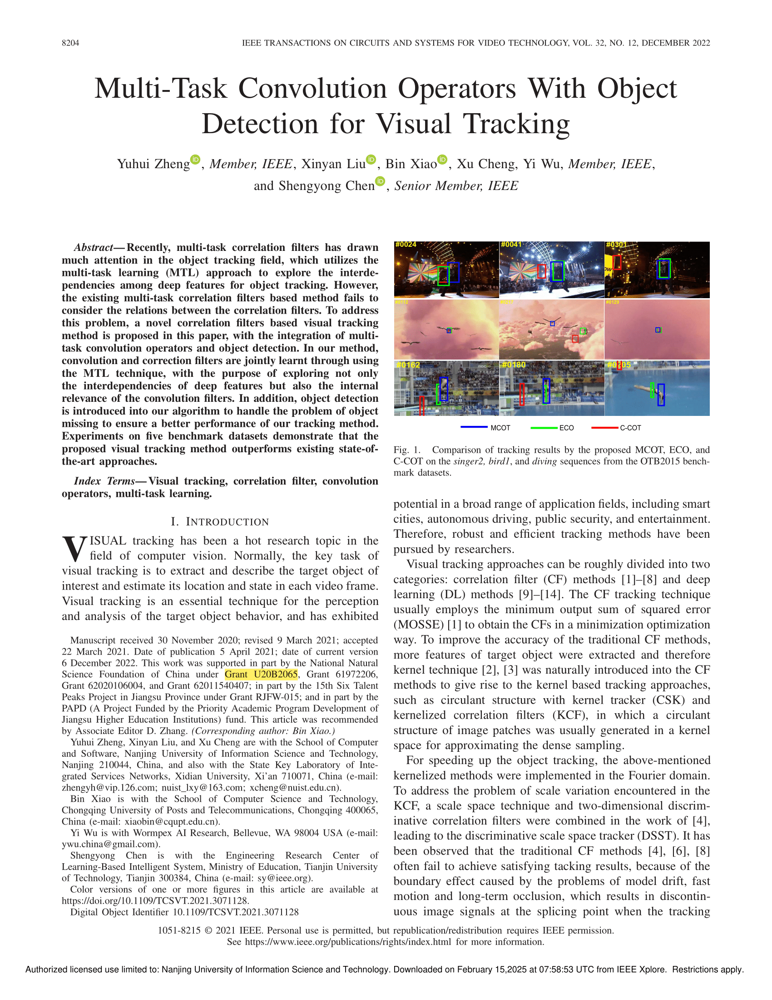 8204
IEEE TRANSACTIONS ON CIRCUITS AND SYSTEMS FOR VIDEO TECHNOLOGY, VOL. 32, NO. 12, DECEMBER 2022
Multi-Task Convolution Operators With Object
Detection for Visual Tracking
Yuhui Zheng iD, Member, IEEE, Xinyan Liu iD, Bin Xiao iD, Xu Cheng, Yi Wu, Member, IEEE,
and Shengyong Chen iD, Senior Member, IEEE
Abstract—Recently, multi-task correlation filters has drawn
much attention in the object tracking field, which utilizes the
multi-task learning (MTL) approach to explore the interde-
pendencies among deep features for object tracking. However,
the existing multi-task correlation filters based method fails to
consider the relations between the correlation filters. To address
this problem, a novel correlation filters based visual tracking
method is proposed in this paper, with the integration of multi-
task convolution operators and object detection. In our method,
convolution and correction filters are jointly learnt through using
the MTL technique, with the purpose of exploring not only
the interdependencies of deep features but also the internal
relevance of the convolution filters. In addition, object detection
is introduced into our algorithm to handle the problem of object
missing to ensure a better performance of our tracking method.
Experiments on five benchmark datasets demonstrate that the
proposed visual tracking method outperforms existing state-of-
the-art approaches.
Index Terms—Visual tracking, correlation filter, convolution
operators, multi-task learning.
I. INTRODUCTION
VISUAL tracking has been a hot research topic in the
field of computer vision. Normally, the key task of
visual tracking is to extract and describe the target object of
interest and estimate its location and state in each video frame.
Visual tracking is an essential technique for the perception
and analysis of the target object behavior, and has exhibited
Manuscript received 30 November 2020; revised 9 March 2021; accepted
22 March 2021. Date of publication 5 April 2021; date of current version
6 December 2022. This work was supported in part by the National Natural
Science Foundation of China under Grant U20B2065, Grant 61972206,
Grant 62020106004, and Grant 62011540407; in part by the 15th Six Talent
Peaks Project in Jiangsu Province under Grant RJFW-015; and in part by the
PAPD (A Project Funded by the Priority Academic Program Development of
Jiangsu Higher Education Institutions) fund. This article was recommended
by Associate Editor D. Zhang. (Corresponding author: Bin Xiao.)
Yuhui Zheng, Xinyan Liu, and Xu Cheng are with the School of Computer
and Software, Nanjing University of Information Science and Technology,
Nanjing 210044, China, and also with the State Key Laboratory of Inte-
grated Services Networks, Xidian University, Xi'an 710071, China (e-mail:
zhengyh@vip.126.com; nuist_lxy@163.com; xcheng@nuist.edu.cn).
Bin Xiao is with the School of Computer Science and Technology,
Chongqing University of Posts and Telecommunications, Chongqing 400065,
China (e-mail: xiaobin@cqupt.edu.cn).
Yi Wu is with Wormpex AI Research, Bellevue, WA 98004 USA (e-mail:
ywu.china@gmail.com).
Shengyong Chen is with the Engineering Research Center of
Learning-Based Intelligent System, Ministry of Education, Tianjin University
of Technology, Tianjin 300384, China (e-mail: sy@ieee.org).
Color versions of one or more figures in this article are available at
https://doi.org/10.1109/TCSVT.2021.3071128.
Digital Object Identifier 10.1109/TCSVT.2021.3071128
#0024 #0041 #0301
#0112 #0129
#0162 #0180 #0205
MCOT ECO C-COT
Fig. 1. Comparison of tracking results by the proposed MCOT, ECO, and
C-COT on the singer2, bird1, and diving sequences from the OTB2015 bench-
mark datasets.
potential in a broad range of application fields, including smart
cities, autonomous driving, public security, and entertainment.
Therefore, robust and efficient tracking methods have been
pursued by researchers.
Visual tracking approaches can be roughly divided into two
categories: correlation filter (CF) methods [1]–[8] and deep
learning (DL) methods [9]–[14]. The CF tracking technique
usually employs the minimum output sum of squared error
(MOSSE) [1] to obtain the CFs in a minimization optimization
way. To improve the accuracy of the traditional CF methods,
more features of target object were extracted and therefore
kernel technique [2], [3] was naturally introduced into the CF
methods to give rise to the kernel based tracking approaches,
such as circulant structure with kernel tracker (CSK) and
kernelized correlation filters (KCF), in which a circulant
structure of image patches was usually generated in a kernel
space for approximating the dense sampling.
For speeding up the object tracking, the above-mentioned
kernelized methods were implemented in the Fourier domain.
To address the problem of scale variation encountered in the
KCF, a scale space technique and two-dimensional discrim-
inative correlation filters were combined in the work of [4],
leading to the discriminative scale space tracker (DSST). It has
been observed that the traditional CF methods [4], [6], [8]
often fail to achieve satisfying tacking results, because of the
boundary effect caused by the problems of model drift, fast
motion and long-term occlusion, which results in discontin-
uous image signals at the splicing point when the tracking
1051-8215 © 2021 IEEE. Personal use is permitted, but republication/redistribution requires IEEE permission.
See https://www.ieee.org/publications/rights/index.html for more information.
Authorized licensed use limited to: Nanjing University of Information Science and Technology. Downloaded on February 15,2025 at 07:58:53 UTC from IEEE Xplore. Restrictions apply.